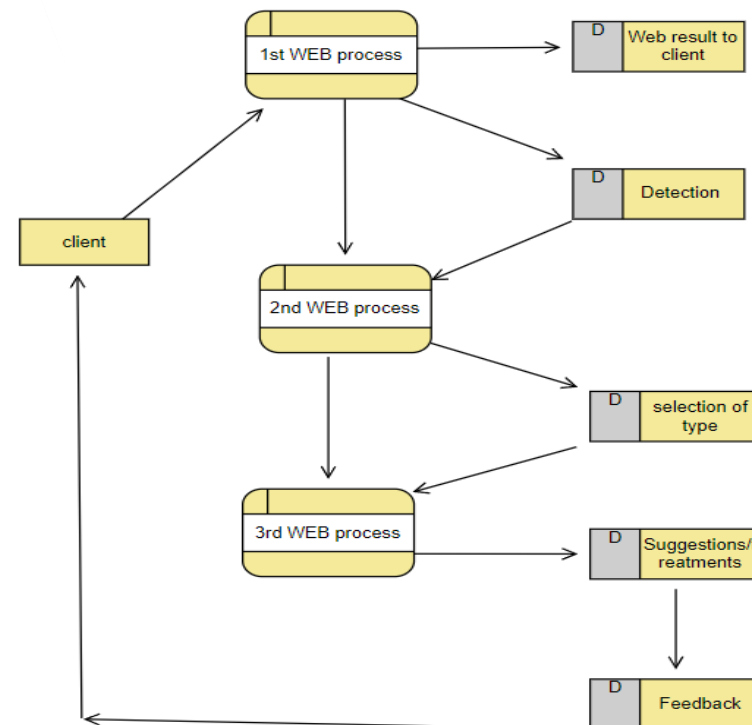 D
Web result to
client
1st WEB process
D
Detection
client
2nd WEB process
D
selection of
type
3rd WEB process
D
Suggestions/
reatments
D
Feedback